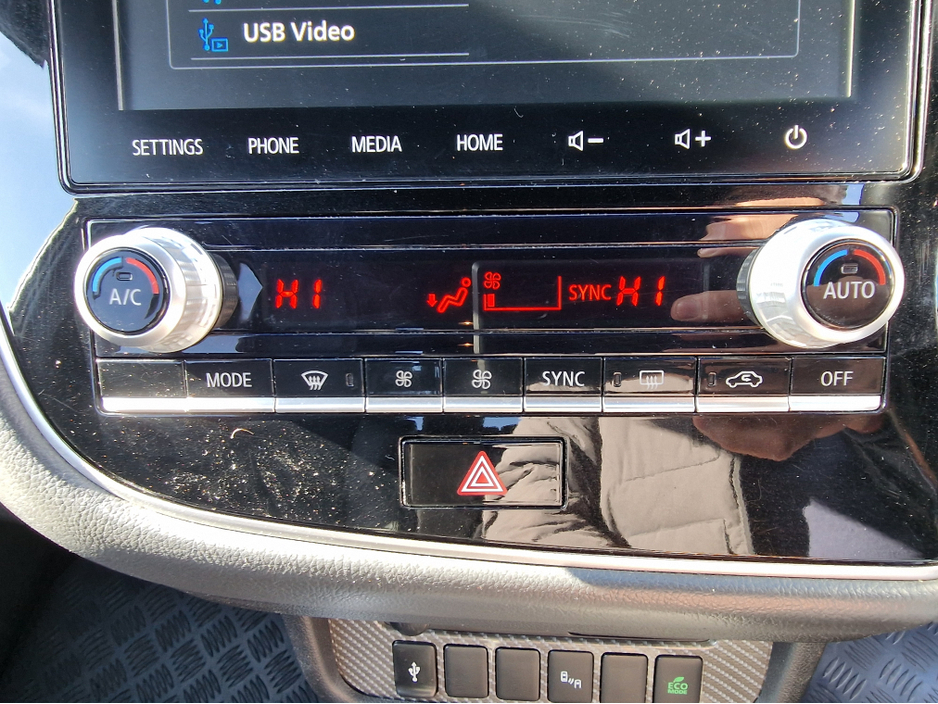 USB Video
SETTINGS PHONE MEDIA HOME
A/C HI SYNC HI AUTO
MODE SYNC OFF
A
ECO
MODE